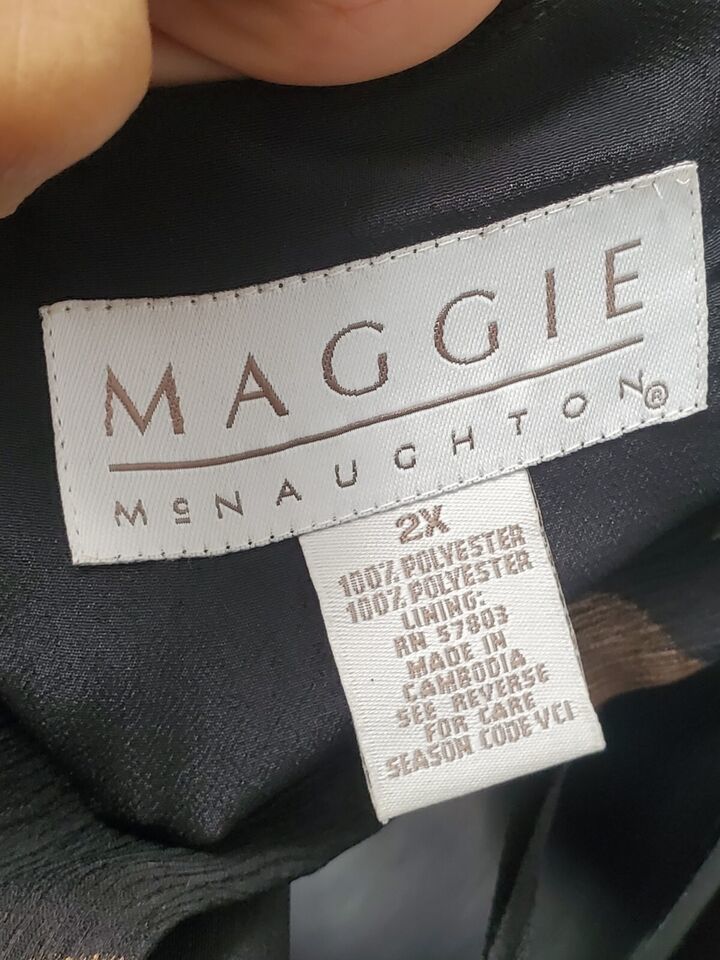 MAGGIE
McNAUGHTON®
2X
100% POLYESTER
100% POLYESTER
LINING:
RN 57803
MADE IN
CAMBODIA
SEE REVERSE
FOR CARE
SEASON CODE VCI